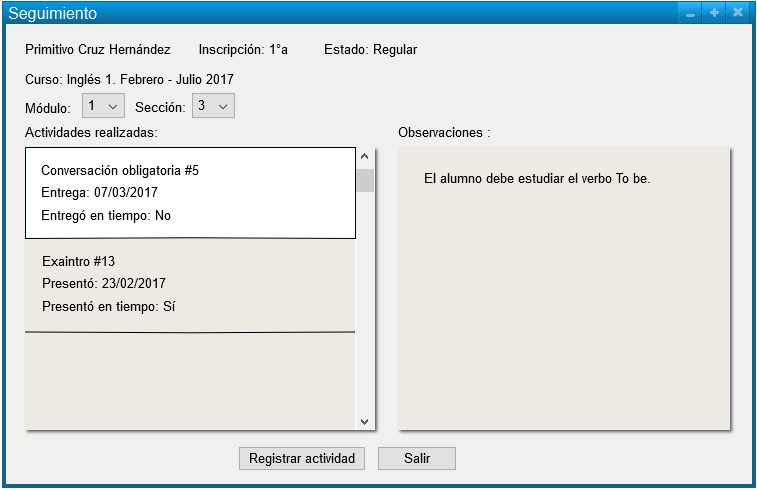 Seguimiento
Primitivo Cruz Hernández Inscripción: 1°a Estado: Regular
Curso: Inglés 1. Febrero - Julio 2017
Módulo: 1 Sección: 3
Actividades realizadas:
Conversación obligatoria #5
Entrega: 07/03/2017
Entregó en tiempo: No
Exaintro #13
Presentó: 23/02/2017
Presentó en tiempo: Sí
Observaciones :
El alumno debe estudiar el verbo To be.
Registrar actividad
Salir